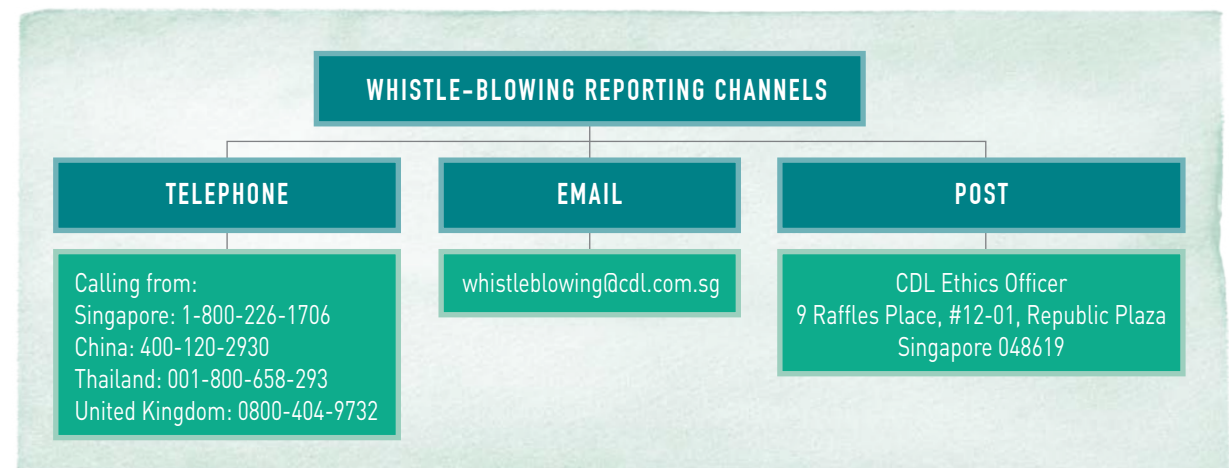 WHISTLE-BLOWING REPORTING CHANNELS
TELEPHONE
Calling from:
Singapore: 1-800-226-1706
China: 400-120-2930
Thailand: 001-800-658-293
United Kingdom: 0800-404-9732
EMAIL
whistleblowing@cdl.com.sg
POST
CDL Ethics Officer
9 Raffles Place, #12-01, Republic Plaza
Singapore 048619